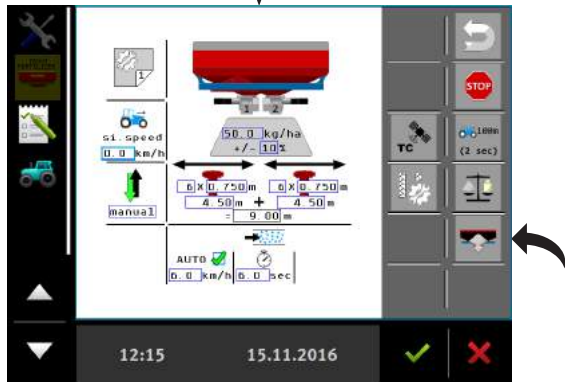 STOP
1 2
1
si.speed
0.0 km/h
50.0 kg/ha
+/- 10%
TC
100m
(2 sec)
manual
6 X 0.750 m 6 X 0.750 m
4.50 m + 4.50 m
= 9.00 m
AUTO
6.0 km/h 6.0 sec
12:15 15.11.2016